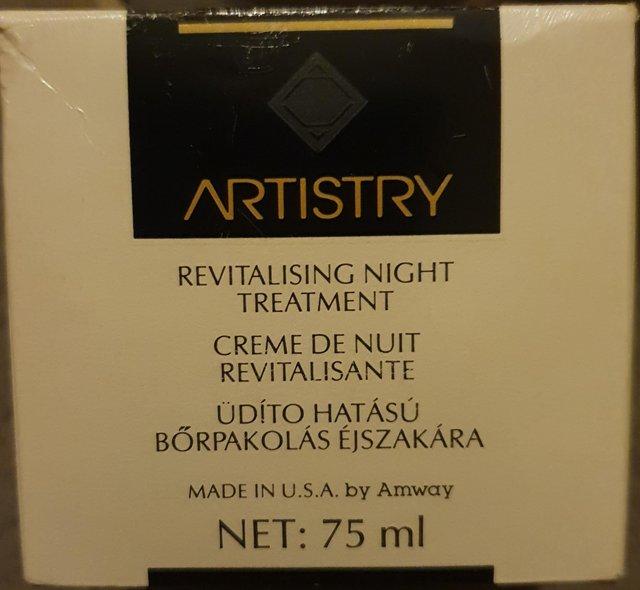 ARTISTRY
REVITALISING NIGHT
TREATMENT
CREME DE NUIT
REVITALISANTE
ÜDÍTO HATÁSÚ
BŐRPAKOLÁS ÉJSZAKÁRA
MADE IN U.S.A. by Amway
NET: 75 ml